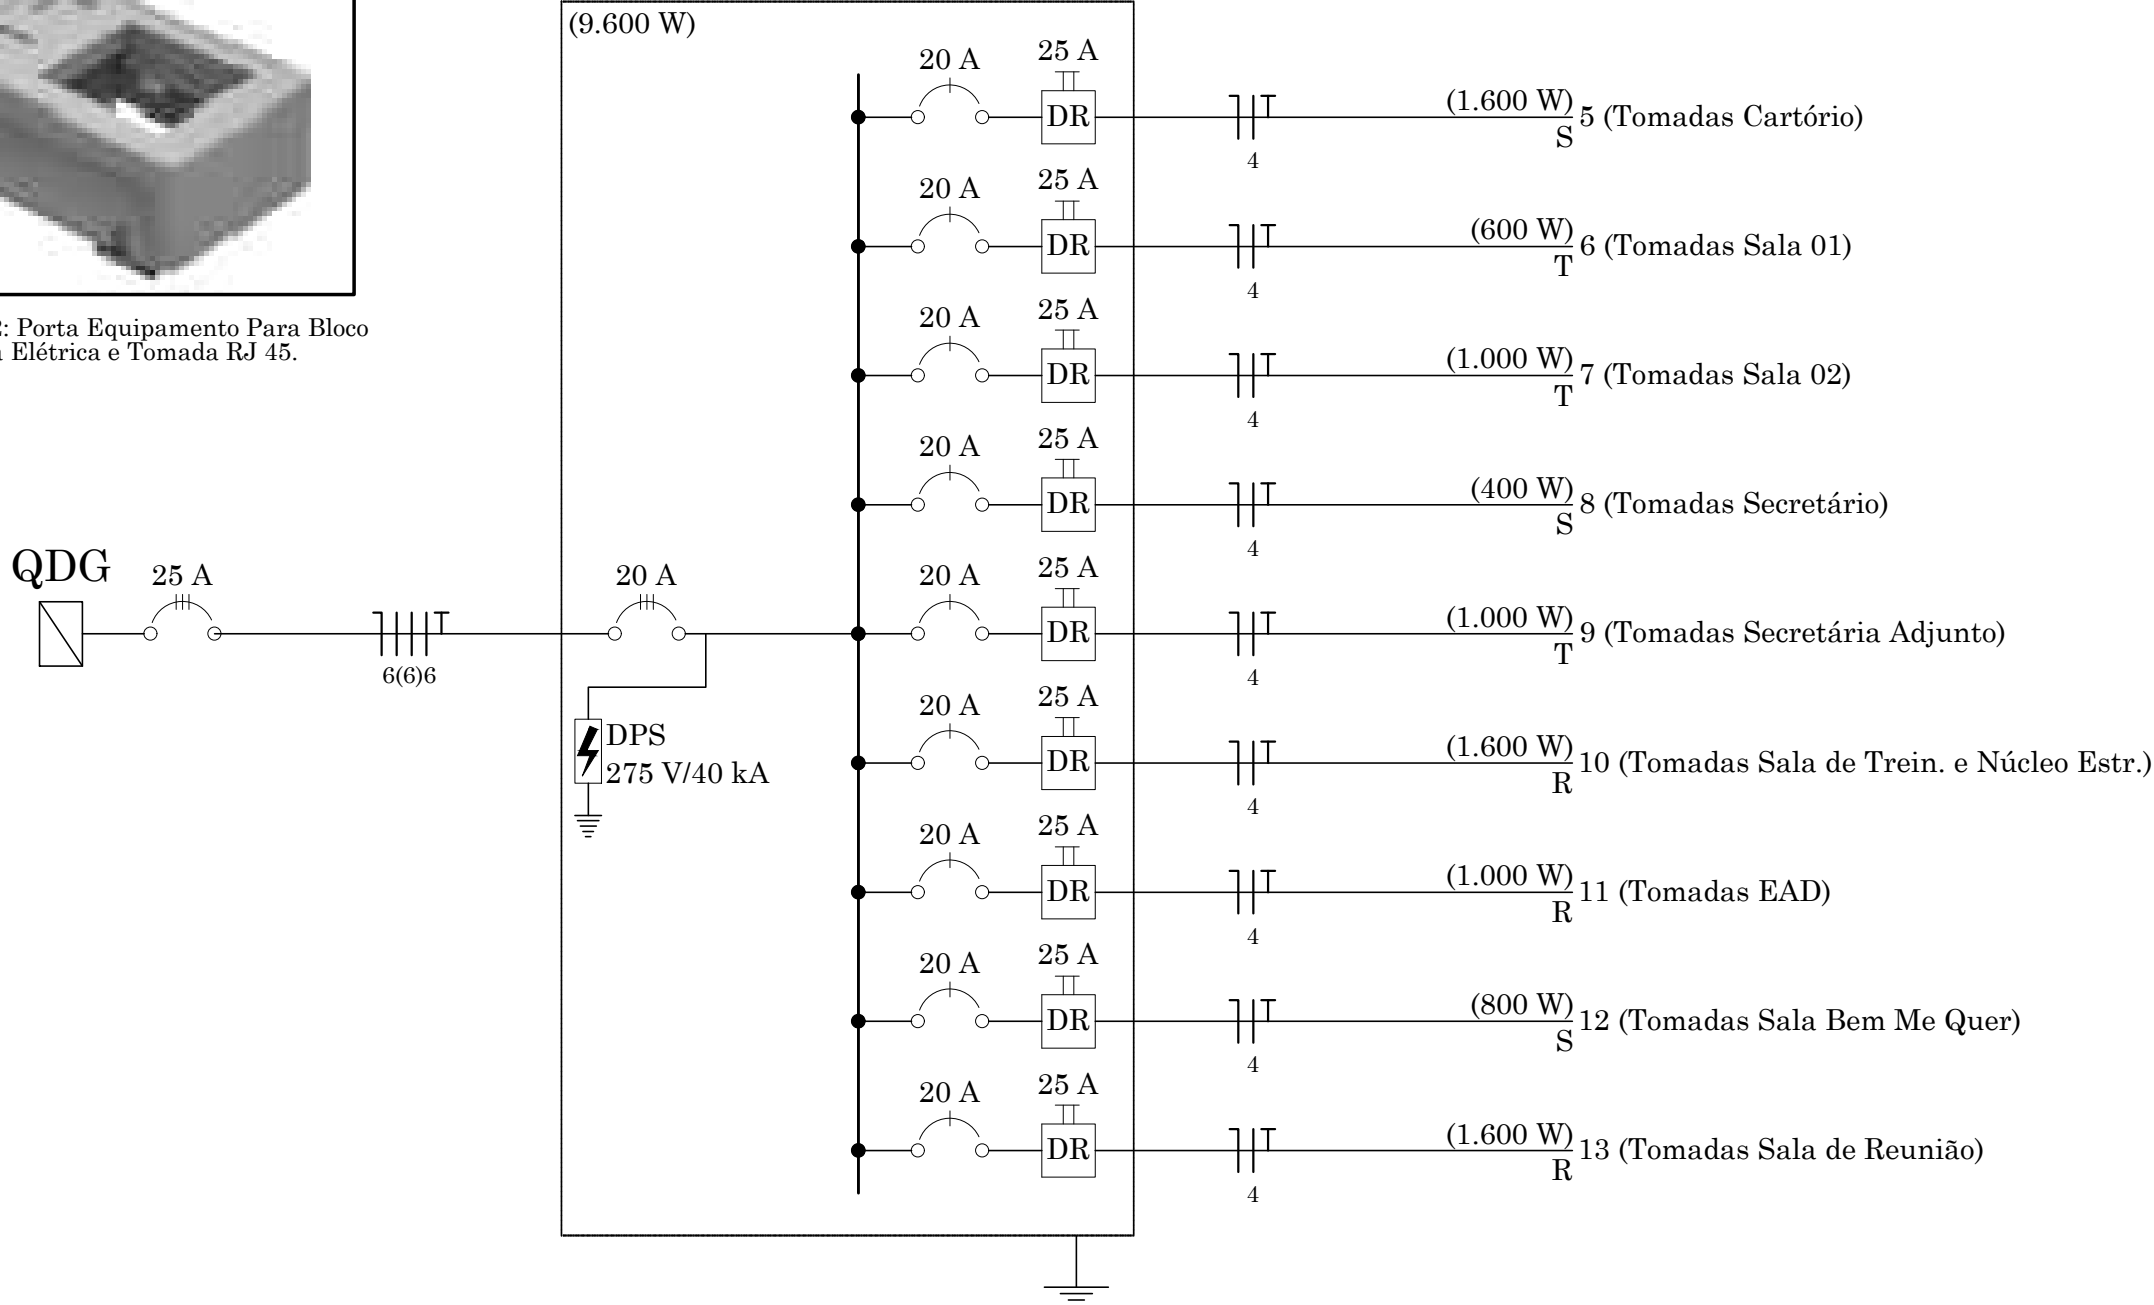 (9.600 W)
20 A
25 A
DR
4
(1.600 W)
S
5 (Tomadas Cartório)
20 A
25 A
DR
4
(600 W)
T
6 (Tomadas Sala 01)
: Porta Equipamento Para Bloco
Elétrica e Tomada RJ 45.
20 A
25 A
DR
4
(1.000 W)
T
7 (Tomadas Sala 02)
20 A
25 A
DR
4
(400 W)
S
8 (Tomadas Secretário)
QDG
25 A
6(6)6
20 A
DPS
275 V/40 kA
20 A
25 A
DR
4
(1.000 W)
T
9 (Tomadas Secretária Adjunto)
20 A
25 A
DR
4
(1.600 W)
R
10 (Tomadas Sala de Trein. e Núcleo Estr.)
20 A
25 A
DR
4
(1.000 W)
R
11 (Tomadas EAD)
20 A
25 A
DR
4
(800 W)
S
12 (Tomadas Sala Bem Me Quer)
20 A
25 A
DR
4
(1.600 W)
R
13 (Tomadas Sala de Reunião)